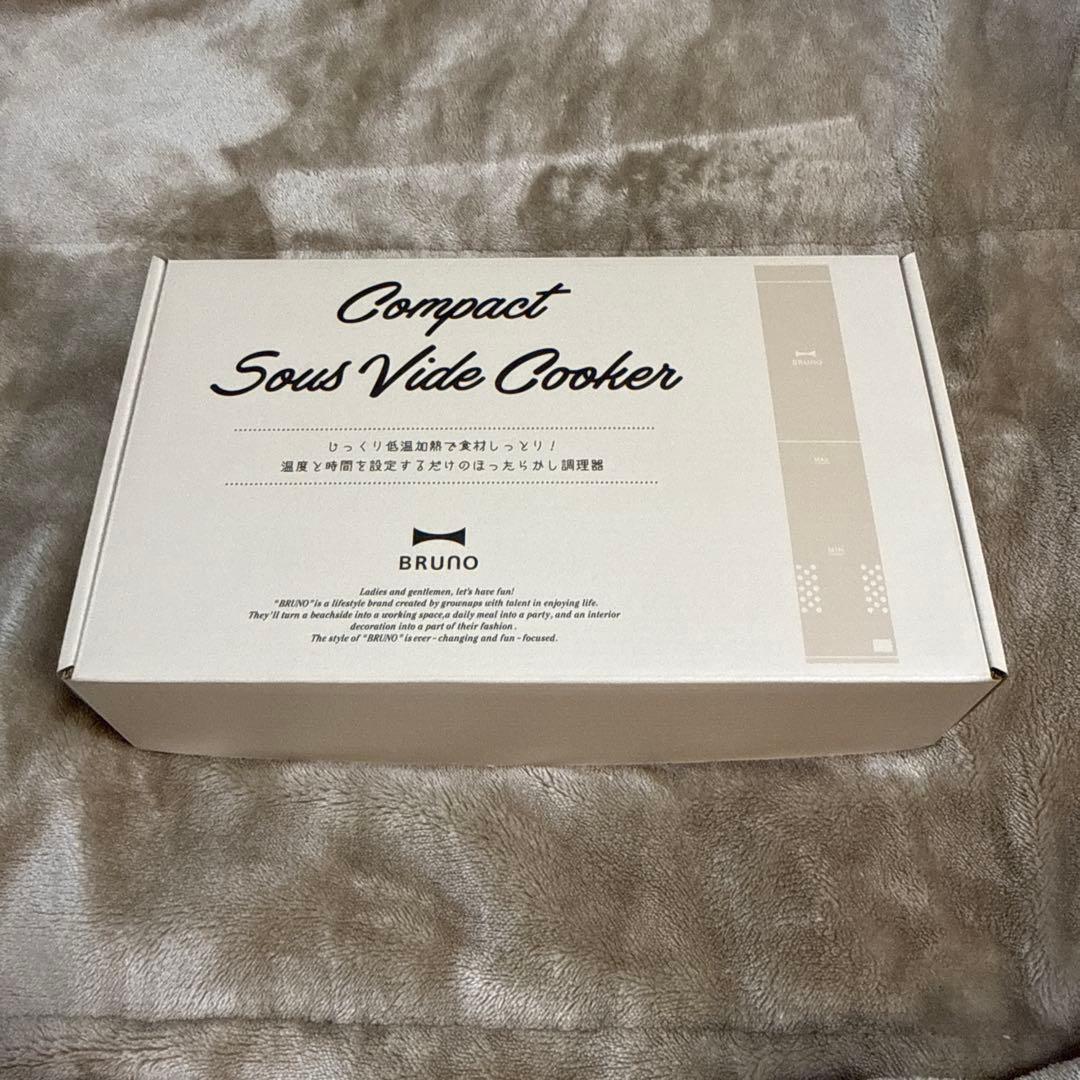 Compact
Sous Vide Cooker
じっくり低温加熱で食材しっとり！
温度と時間を設定するだけのほったらかし調理器
BRUNO
Ladies and gentlemen, let's have fun!
"BRUNO" is a lifestyle brand created by grownups with talent in enjoying life.
They'll turn a beachside into a working space,a daily meal into a party, and an interior
decoration into a part of their fashion.
The style of "BRUNO" is ever-changing and fun-focused.
BRUNO
MAX
MIN